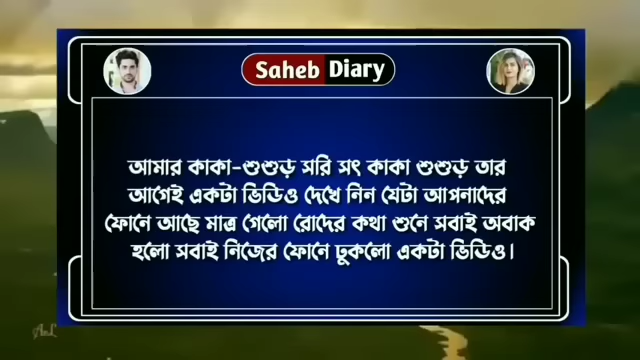 Saheb Diary
আমার কাকা-শুশুড় সরি সৎ কাকা শুশুড় তার
আগেই একটা ভিডিও দেখে নিন যেটা আপনাদের
ফোনে আছে মাত্র গেলো রোদের কথা শুনে সবাই অবাক
হলো সবাই নিজের ফোনে ঢুকলো একটা ভিডিও।